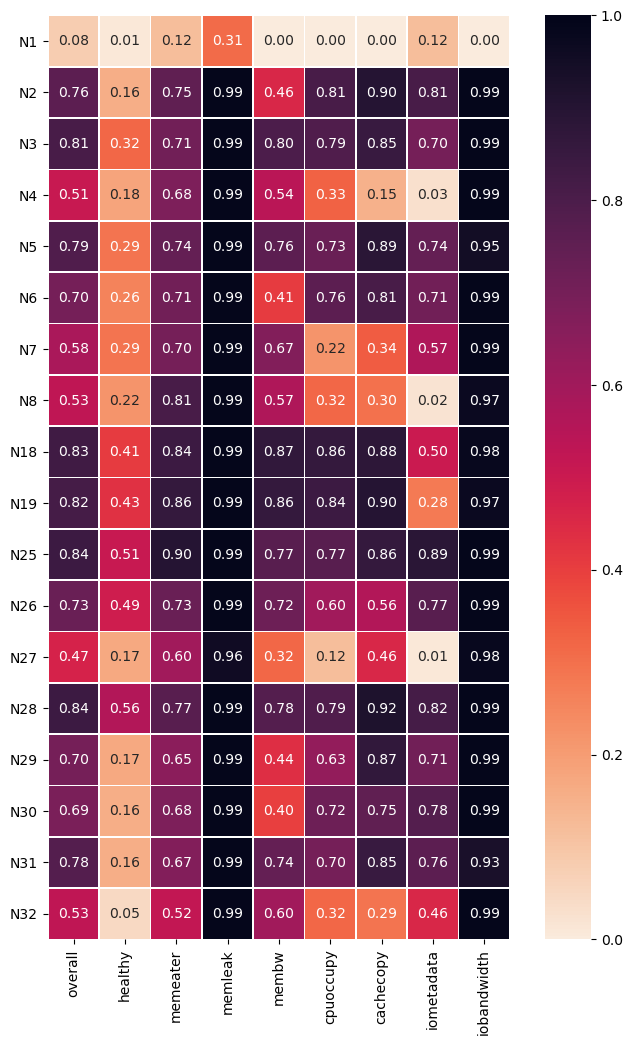 N1 0.08 0.01 0.12 0.31 0.00 0.00 0.00 0.12 0.00
N2 0.76 0.16 0.75 0.99 0.46 0.81 0.90 0.81 0.99
N3 0.81 0.32 0.71 0.99 0.80 0.79 0.85 0.70 0.99
N4 0.51 0.18 0.68 0.99 0.54 0.33 0.15 0.03 0.99
N5 0.79 0.29 0.74 0.99 0.76 0.73 0.89 0.74 0.95
N6 0.70 0.26 0.71 0.99 0.41 0.76 0.81 0.71 0.99
N7 0.58 0.29 0.70 0.99 0.67 0.22 0.34 0.57 0.99
N8 0.53 0.22 0.81 0.99 0.57 0.32 0.30 0.02 0.97
N18 0.83 0.41 0.84 0.99 0.87 0.86 0.88 0.50 0.98
N19 0.82 0.43 0.86 0.99 0.86 0.84 0.90 0.28 0.97
N25 0.84 0.51 0.90 0.99 0.77 0.77 0.86 0.89 0.99
N26 0.73 0.49 0.73 0.99 0.72 0.60 0.56 0.77 0.99
N27 0.47 0.17 0.60 0.96 0.32 0.12 0.46 0.01 0.98
N28 0.84 0.56 0.77 0.99 0.78 0.79 0.92 0.82 0.99
N29 0.70 0.17 0.65 0.99 0.44 0.63 0.87 0.71 0.99
N30 0.69 0.16 0.68 0.99 0.40 0.72 0.75 0.78 0.99
N31 0.78 0.16 0.67 0.99 0.74 0.70 0.85 0.76 0.93
N32 0.53 0.05 0.52 0.99 0.60 0.32 0.29 0.46 0.99
overall healthy memeater memleak membw cpuoccupy cachecopy iometadata iobandwidth
1.0
0.8
0.6
0.4
0.2
0.0